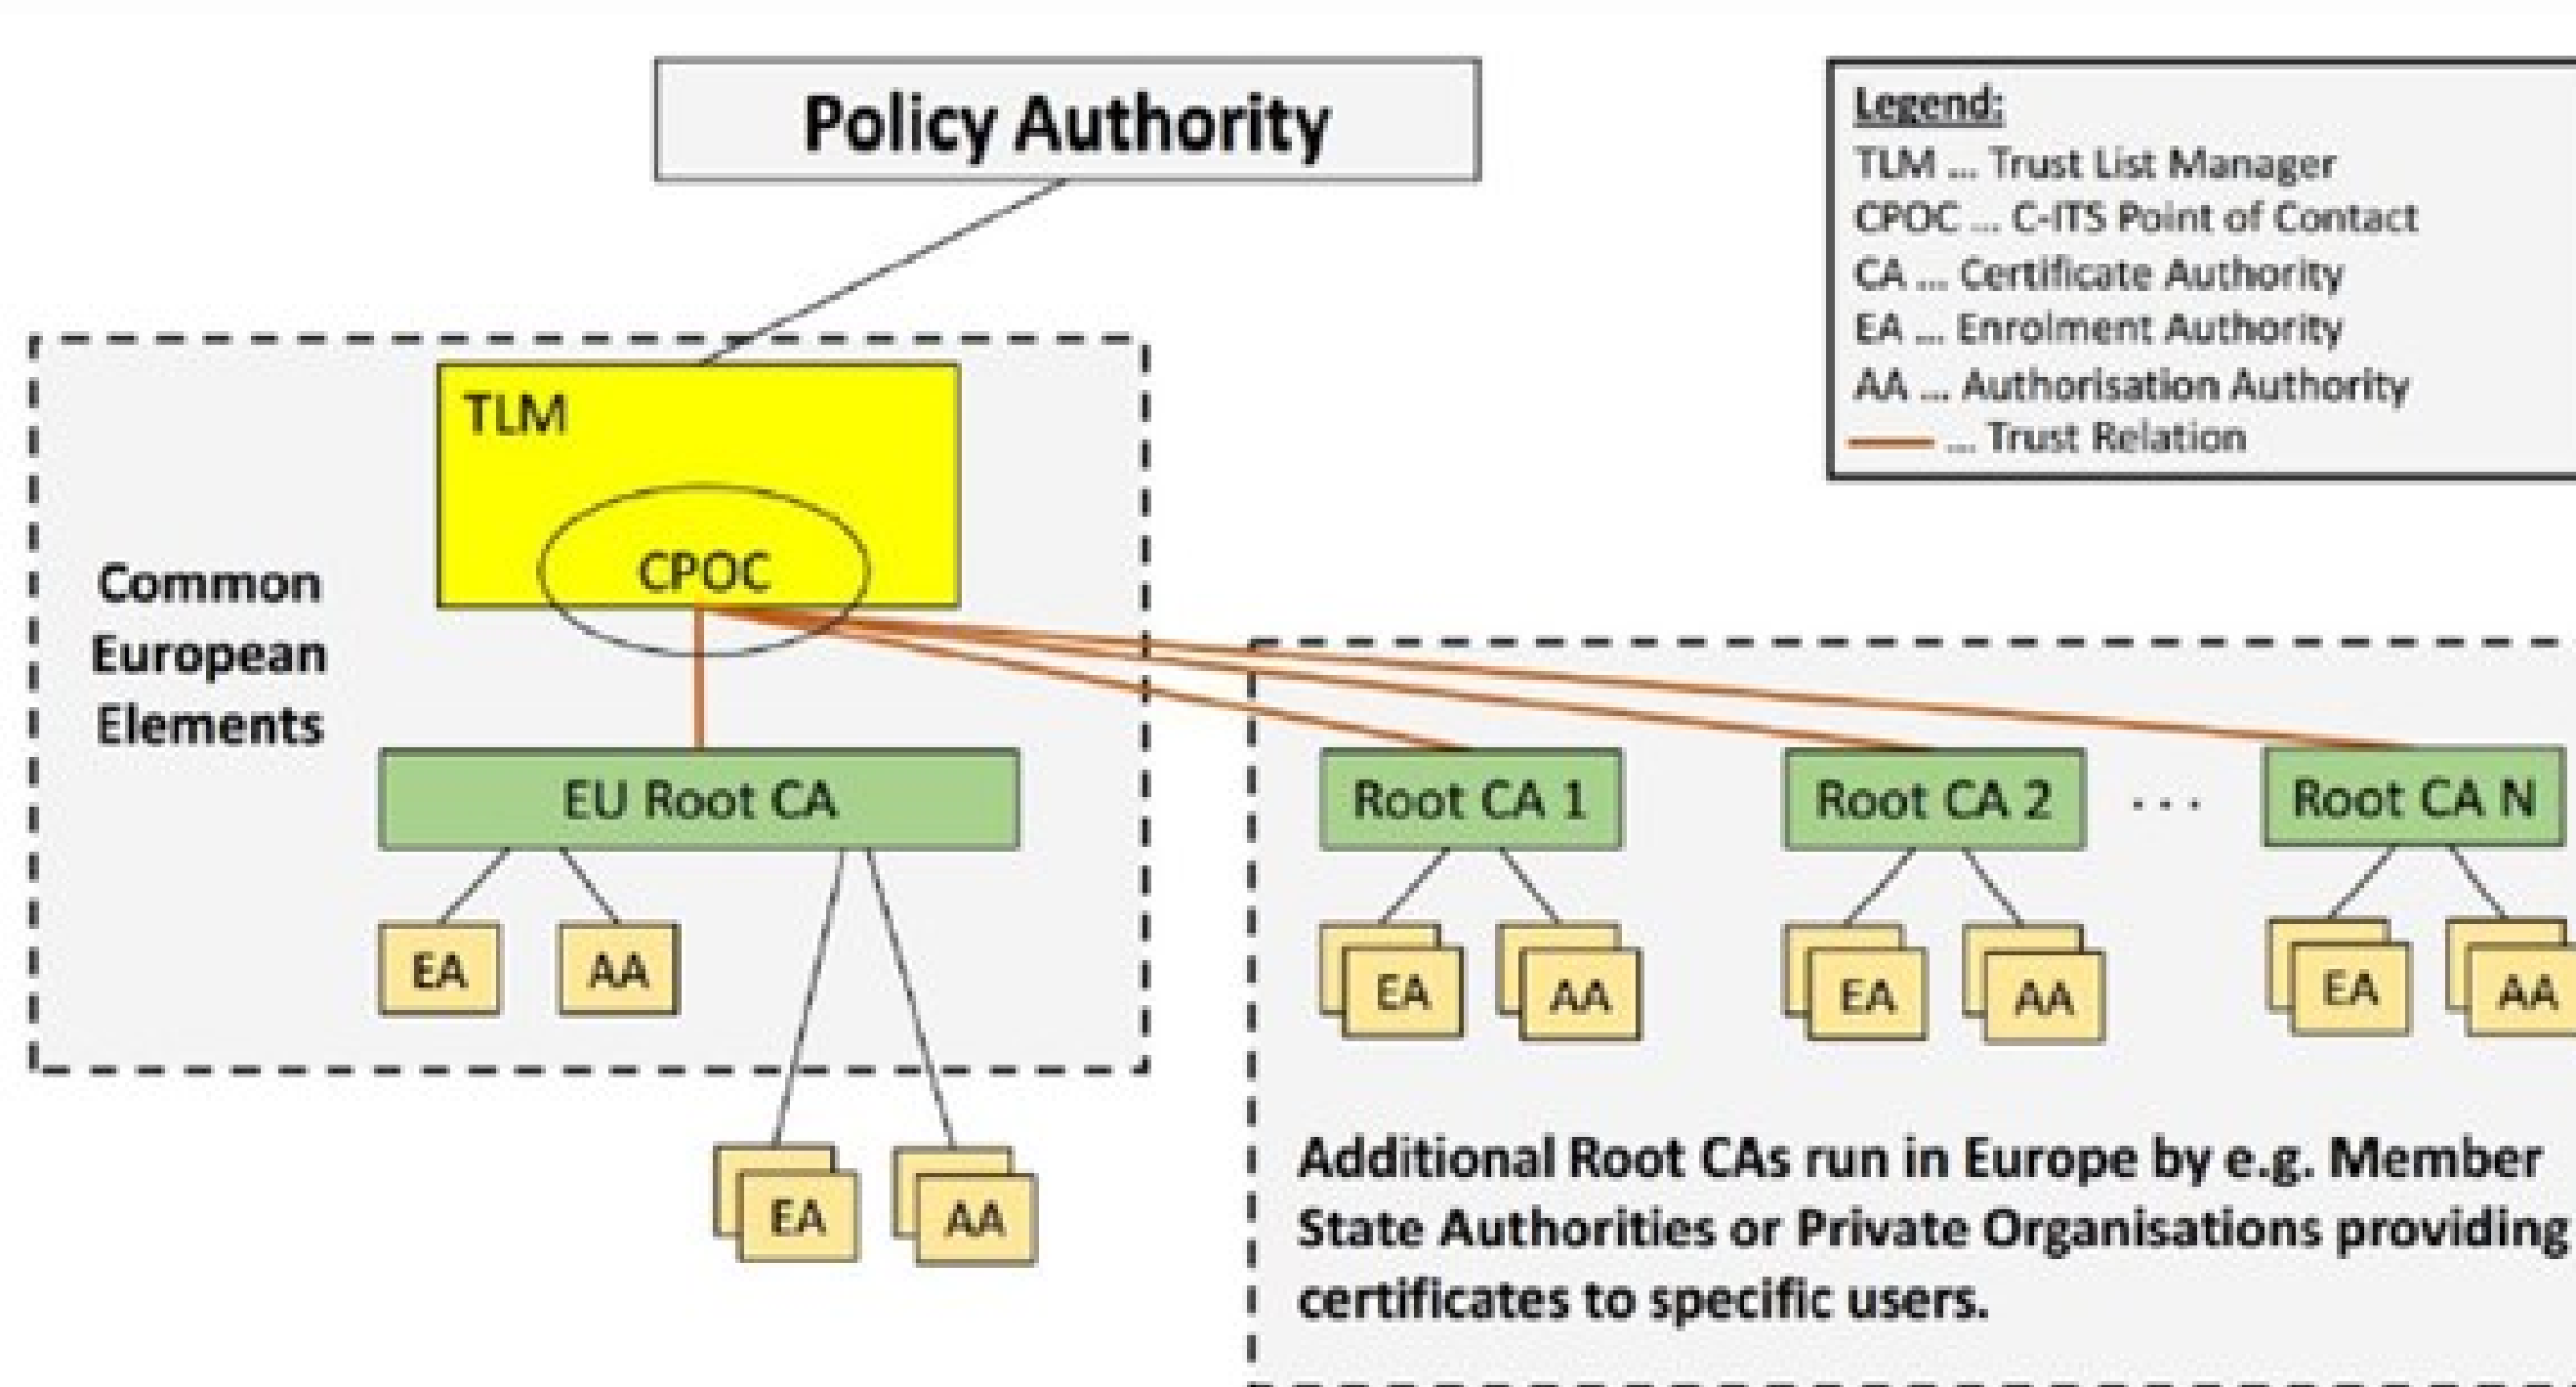 Policy Authority
Legend:
TLM ... Trust List Manager
CPOC ... C-ITS Point of Contact
CA ... Certificate Authority
EA ... Enrolment Authority
AA ... Authorisation Authority
... Trust Relation
TLM
CPOC
Common
European
Elements
EU Root CA
Root CA 1
Root CA 2
...
Root CA N
EA
AA
EA
AA
EA
AA
EA
AA
EA
AA
Additional Root CAs run in Europe by e.g. Member
State Authorities or Private Organisations providing
certificates to specific users.